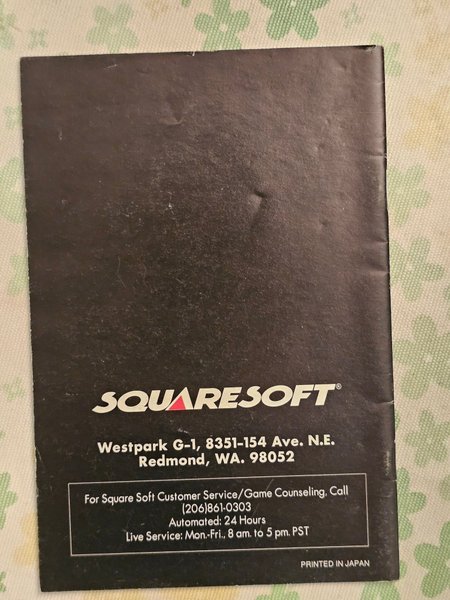 SQUARESOFT®
Westpark G-1, 8351-154 Ave. N.E.
Redmond, WA. 98052
For Square Soft Customer Service/Game Counseling, Call
(206)861-0303
Automated: 24 Hours
Live Service: Mon.-Fri., 8 am. to 5 pm. PST
PRINTED IN JAPAN